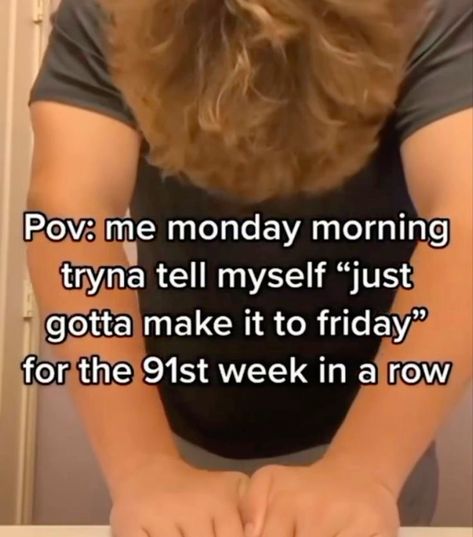 Pov: me monday morning
tryna tell myself “just
gotta make it to friday”
for the 91st week in a row